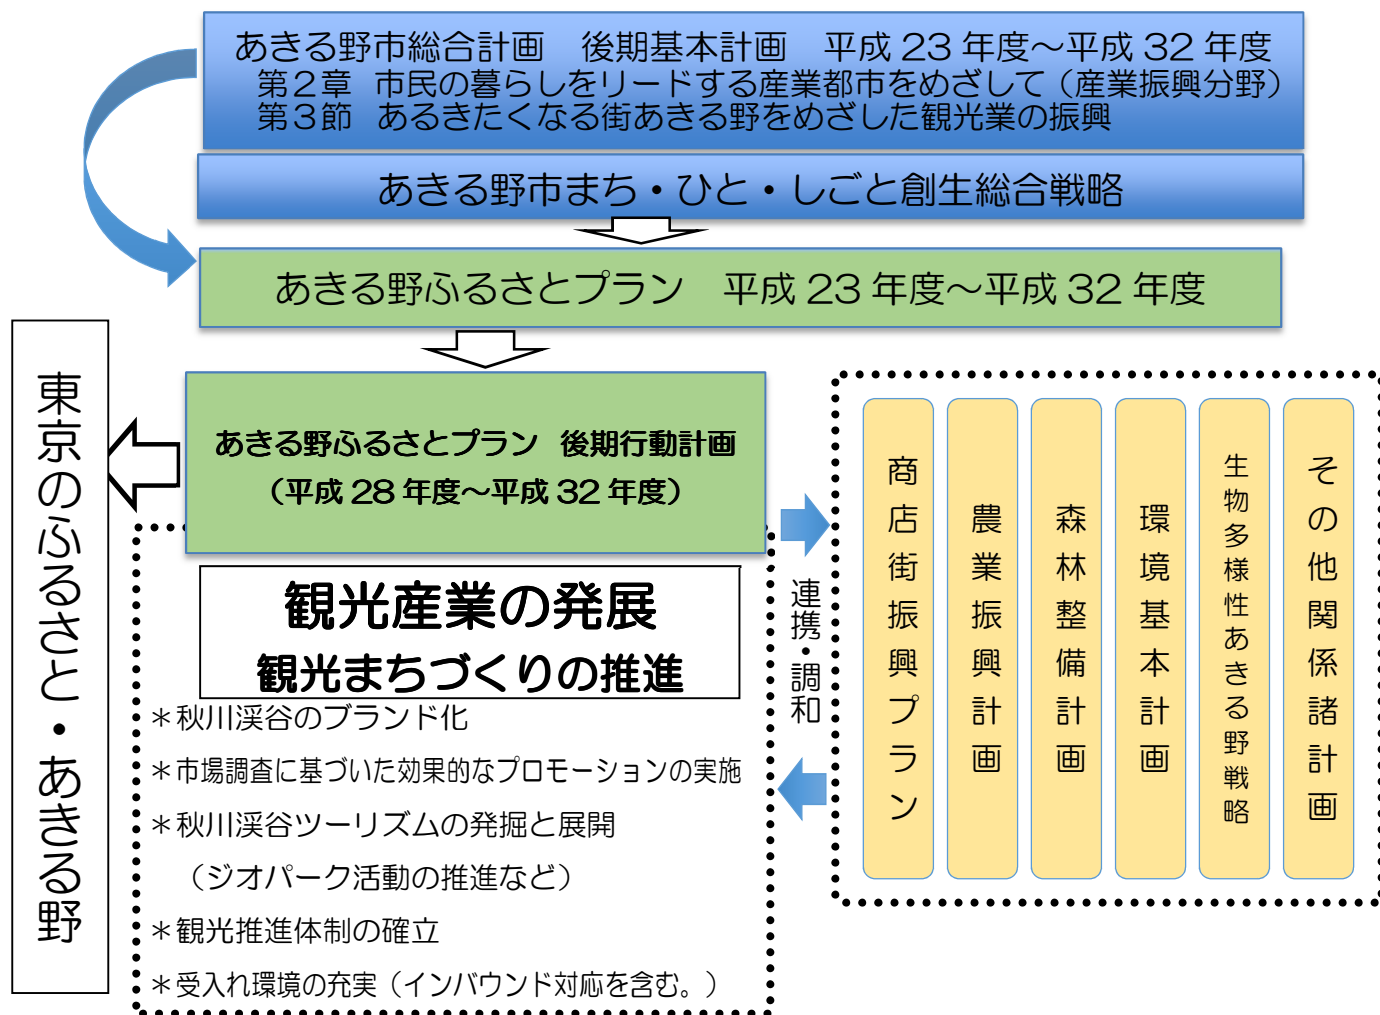 あきる野市総合計画　後期基本計画　平成 23 年度～平成 32 年度
第２章　市民の暮らしをリードする産業都市をめざして（産業振興分野）
第３節　あるきたくなる街あきる野をめざした観光業の振興
あきる野市まち・ひと・しごと創生総合戦略
あきる野ふるさとプラン　平成 23 年度～平成 32 年度
東京のふるさと・あきる野
あきる野ふるさとプラン　後期行動計画
（平成 28 年度～平成 32 年度）
観光産業の発展
観光まちづくりの推進
＊秋川渓谷のブランド化
＊市場調査に基づいた効果的なプロモーションの実施
＊秋川渓谷ツーリズムの発掘と展開
（ジオパーク活動の推進など）
＊観光推進体制の確立
＊受入れ環境の充実（インバウンド対応を含む。）
連携・調和
商店街振興プラン
農業振興計画
森林整備計画
環境基本計画
生物多様性あきる野戦略
その他関係諸計画